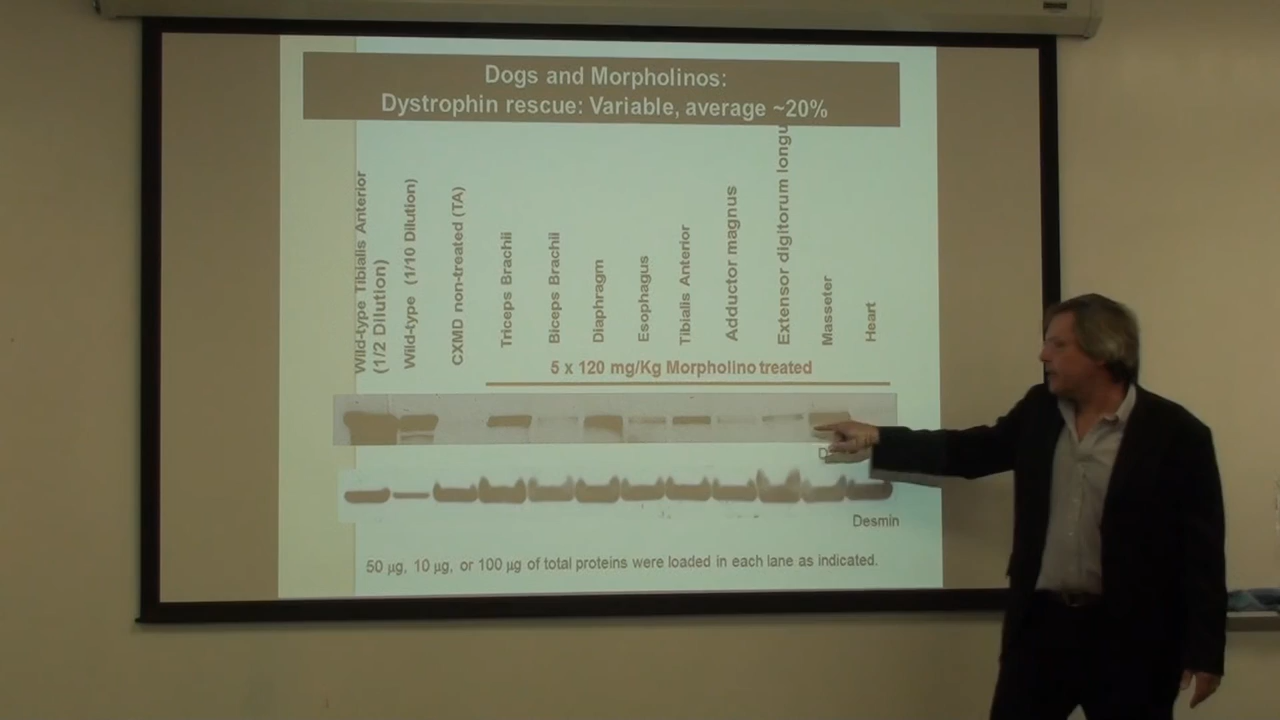 Dogs and Morpholinos:
Dystrophin rescue: Variable, average ~20%
Wild-type Tibialis Anterior
(1/2 Dilution)
Wild-type (1/10 Dilution)
CXMD non-treated (TA)
Triceps Brachii
Biceps Brachii
Diaphragm
Esophagus
Tibialis Anterior
Adductor magnus
Extensor digitorum longu
Masseter
Heart
5 x 120 mg/Kg Morpholino treated
D
Desmin
50 µg, 10 µg, or 100 µg of total proteins were loaded in each lane as indicated.